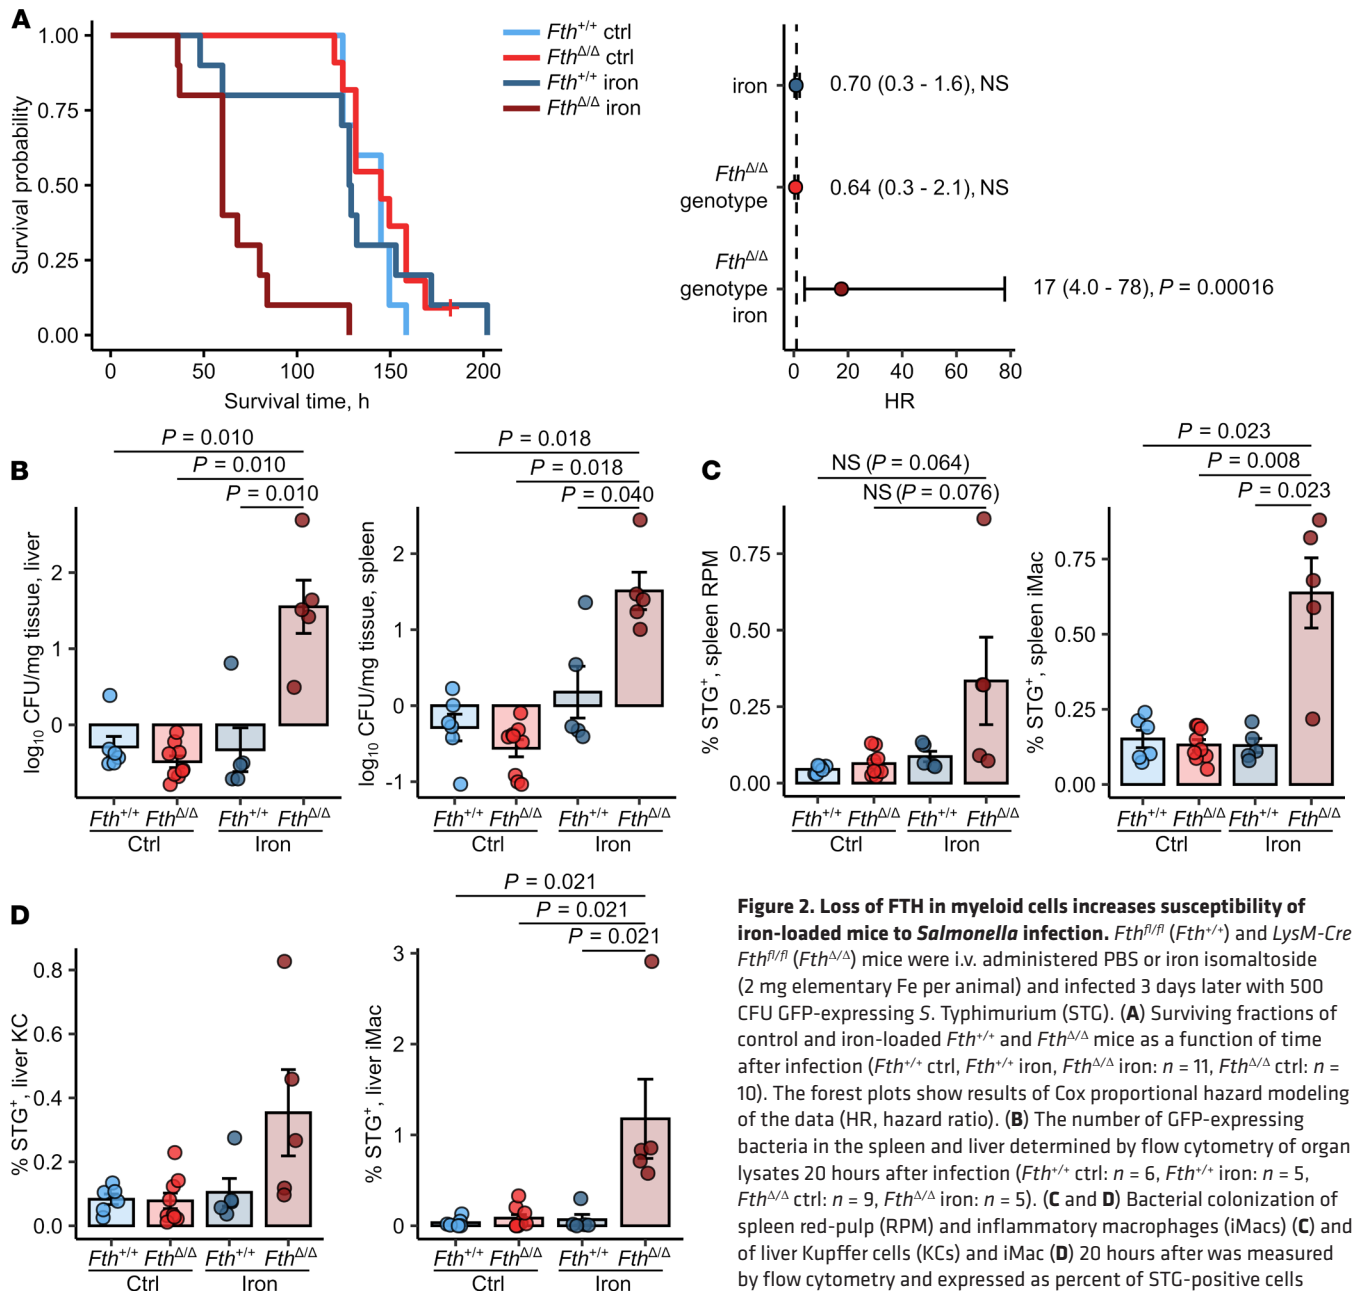 A
1.00
0.75
0.50
0.25
0.00
Survival probability
0
50
100
150
200
Survival time, h
Fth+/+ ctrl
FthΔ/Δ ctrl
Fth+/+ iron
FthΔ/Δ iron
iron
0.70 (0.3 - 1.6), NS
FthΔ/Δ
genotype
0.64 (0.3 - 2.1), NS
FthΔ/Δ
genotype
iron
17 (4.0 - 78), P = 0.00016
0
20
40
60
80
HR
B
P = 0.010
P = 0.010
P = 0.010
log₁₀ CFU/mg tissue, liver
2
1
0
Fth+/+ FthΔ/Δ Fth+/+ FthΔ/Δ
Ctrl Iron
P = 0.018
P = 0.018
P = 0.040
log₁₀ CFU/mg tissue, spleen
2
1
0
-1
Fth+/+ FthΔ/Δ Fth+/+ FthΔ/Δ
Ctrl Iron
C
NS (P = 0.064)
NS (P = 0.076)
% STG+, spleen RPM
0.75
0.50
0.25
0.00
Fth+/+ FthΔ/Δ Fth+/+ FthΔ/Δ
Ctrl Iron
P = 0.023
P = 0.008
P = 0.023
% STG+, spleen iMac
0.75
0.50
0.25
0.00
Fth+/+ FthΔ/Δ Fth+/+ FthΔ/Δ
Ctrl Iron
D
% STG+, liver KC
0.8
0.6
0.4
0.2
0.0
Fth+/+ FthΔ/Δ Fth+/+ FthΔ/Δ
Ctrl Iron
P = 0.021
P = 0.021
P = 0.021
% STG+, liver iMac
3
2
1
0
Fth+/+ FthΔ/Δ Fth+/+ FthΔ/Δ
Ctrl Iron
Figure 2. Loss of FTH in myeloid cells increases susceptibility of
iron-loaded mice to Salmonella infection. Fthfl/fl (Fth+/+) and LysM-Cre
Fthfl/fl (FthΔ/Δ) mice were i.v. administered PBS or iron isomaltoside
(2 mg elementary Fe per animal) and infected 3 days later with 500
CFU GFP-expressing S. Typhimurium (STG). (A) Surviving fractions of
control and iron-loaded Fth+/+ and FthΔ/Δ mice as a function of time
after infection (Fth+/+ ctrl, Fth+/+ iron, FthΔ/Δ iron: n = 11, FthΔ/Δ ctrl: n =
10). The forest plots show results of Cox proportional hazard modeling
of the data (HR, hazard ratio). (B) The number of GFP-expressing
bacteria in the spleen and liver determined by flow cytometry of organ
lysates 20 hours after infection (Fth+/+ ctrl: n = 6, Fth+/+ iron: n = 5,
FthΔ/Δ ctrl: n = 9, FthΔ/Δ iron: n = 5). (C and D) Bacterial colonization of
spleen red-pulp (RPM) and inflammatory macrophages (iMacs) (C) and
of liver Kupffer cells (KCs) and iMac (D) 20 hours after was measured
by flow cytometry and expressed as percent of STG-positive cells